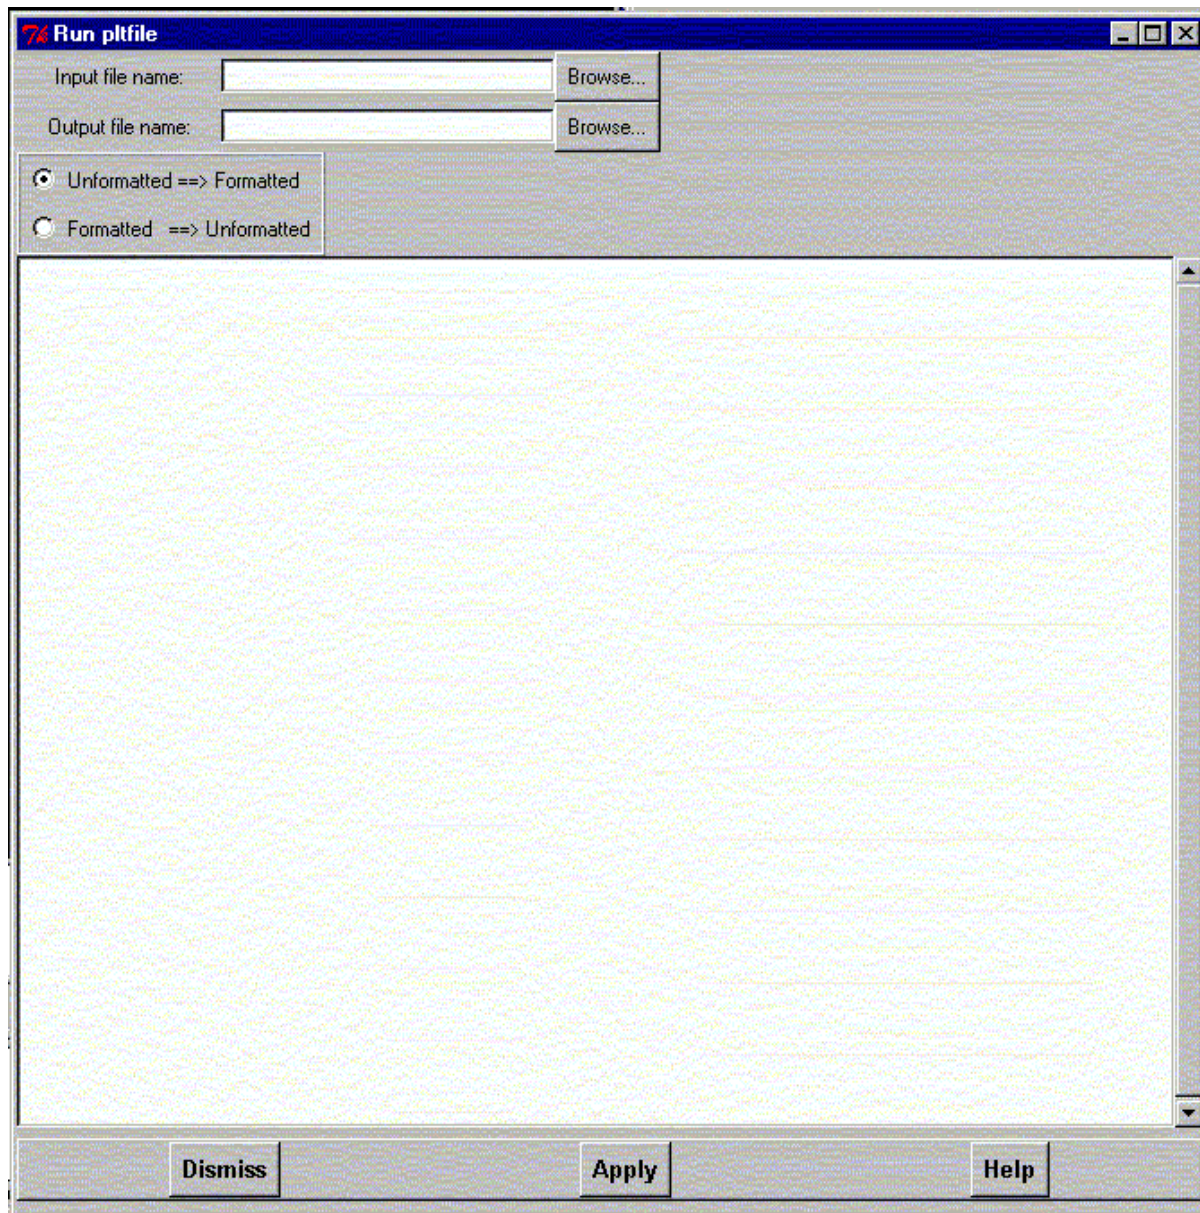 Run pltfile
Input file name: Browse...
Output file name: Browse...
Unformatted ==> Formatted
Formatted ==> Unformatted
Dismiss Apply Help